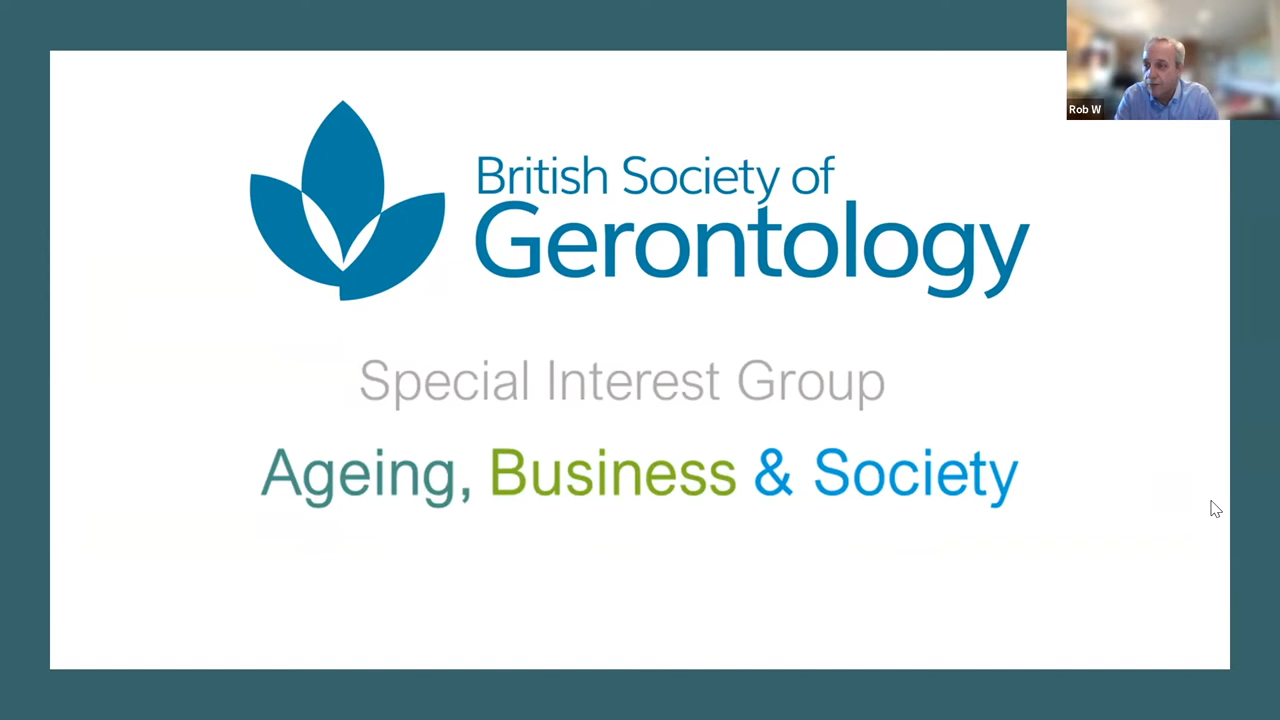 British Society of
Gerontology
Special Interest Group
Ageing, Business & Society
Rob W